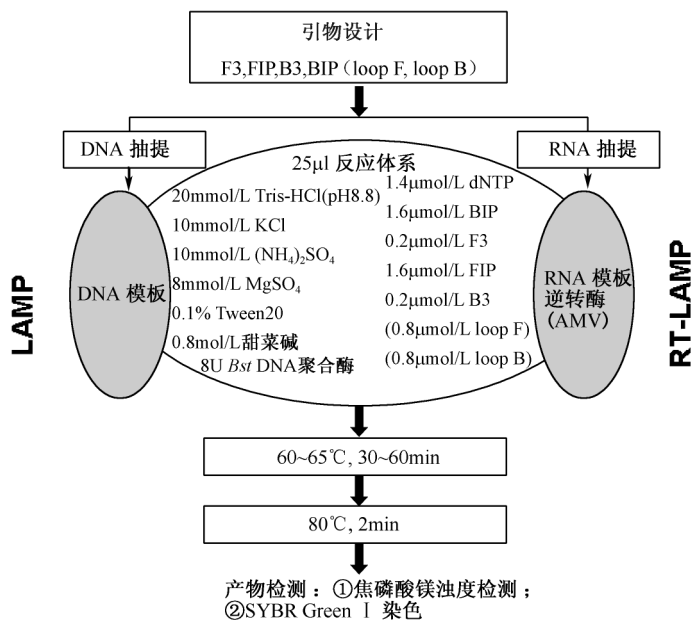 引物设计
F3,FIP,B3,BIP（loop F, loop B）
DNA 抽提
RNA 抽提
25μl 反应体系
20mmol/L Tris-HCl(pH8.8)
10mmol/L KCl
10mmol/L (NH₄)₂SO₄
8mmol/L MgSO₄
0.1% Tween20
0.8mol/L甜菜碱
8U Bst DNA聚合酶
1.4μmol/L dNTP
1.6μmol/L BIP
0.2μmol/L F3
1.6μmol/L FIP
0.2μmol/L B3
(0.8μmol/L loop F)
(0.8μmol/L loop B)
LAMP
DNA 模板
RNA 模板
逆转酶
(AMV)
RT-LAMP
60~65℃, 30~60min
80℃, 2min
产物检测：①焦磷酸镁浊度检测；
②SYBR Green Ⅰ 染色